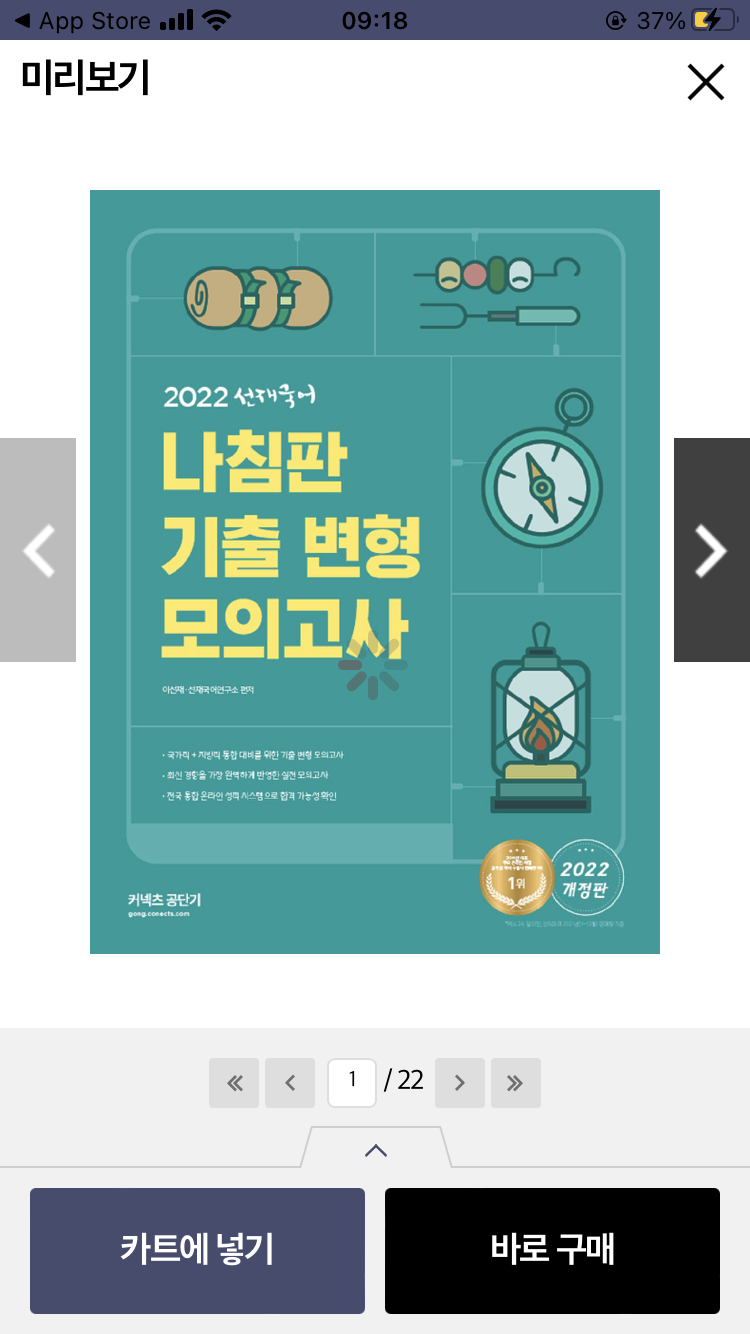 App Store
09:18
37%
미리보기
2022 선재국어
나침판
기출 변형
모의고사
이선재·선재국어연구소 편저
· 국가직 + 지방직 통합 대비를 위한 기출 변형 모의고사
· 최신 경향을 가장 완벽하게 반영한 실전 모의고사
· 전국 통합 온라인 성적 시스템으로 합격 가능성 확인
1위
2022
개정판
커넥츠 공단기
gong.conects.com
1 / 22
카트에 넣기
바로 구매